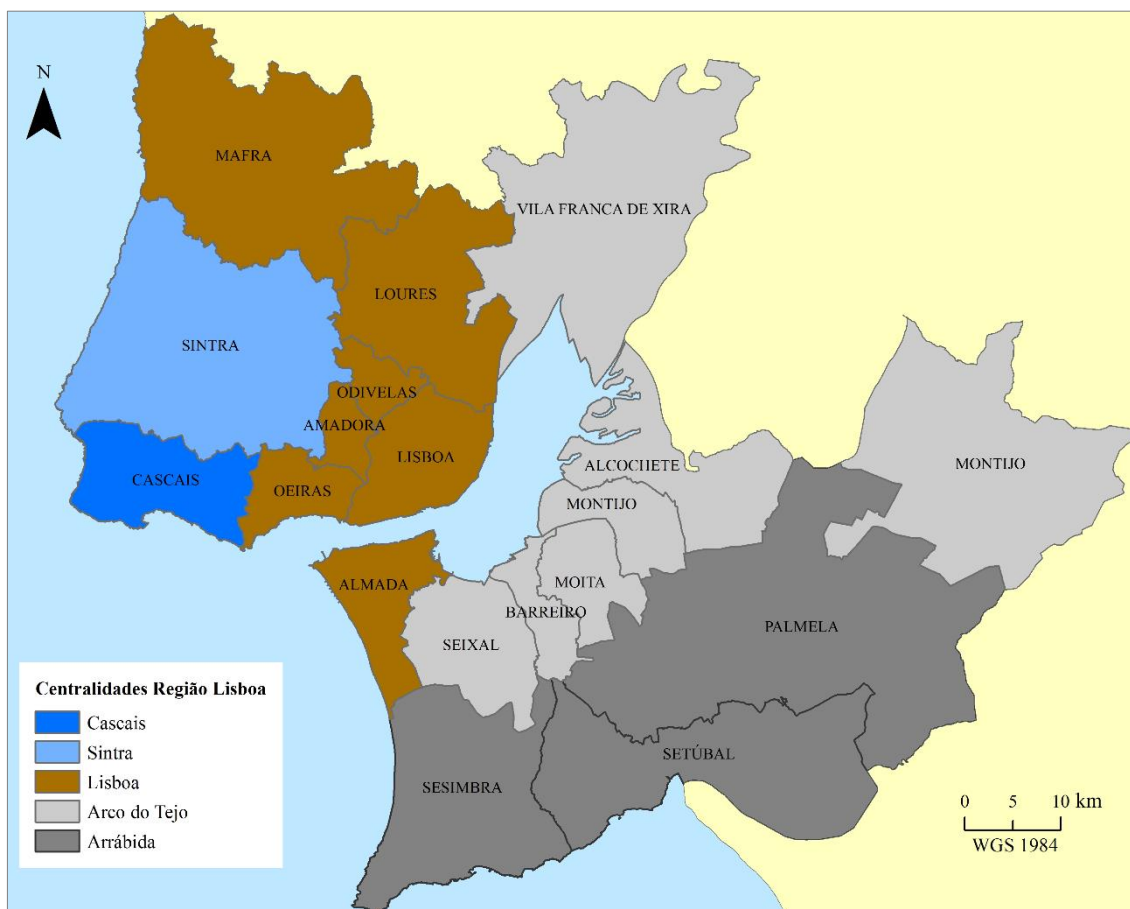 N
MAFRA
VILA FRANCA DE XIRA
LOURES
SINTRA
ODIVELAS
AMADORA
LISBOA
ALCOCHETE
MONTIJO
CASCAIS
OEIRAS
MONTIJO
ALMADA
MOITA
BARREIRO
SEIXAL
PALMELA
SETÚBAL
SESIMBRA
Centralidades Região Lisboa
Cascais
Sintra
Lisboa
Arco do Tejo
Arrábida
0 5 10 km
WGS 1984